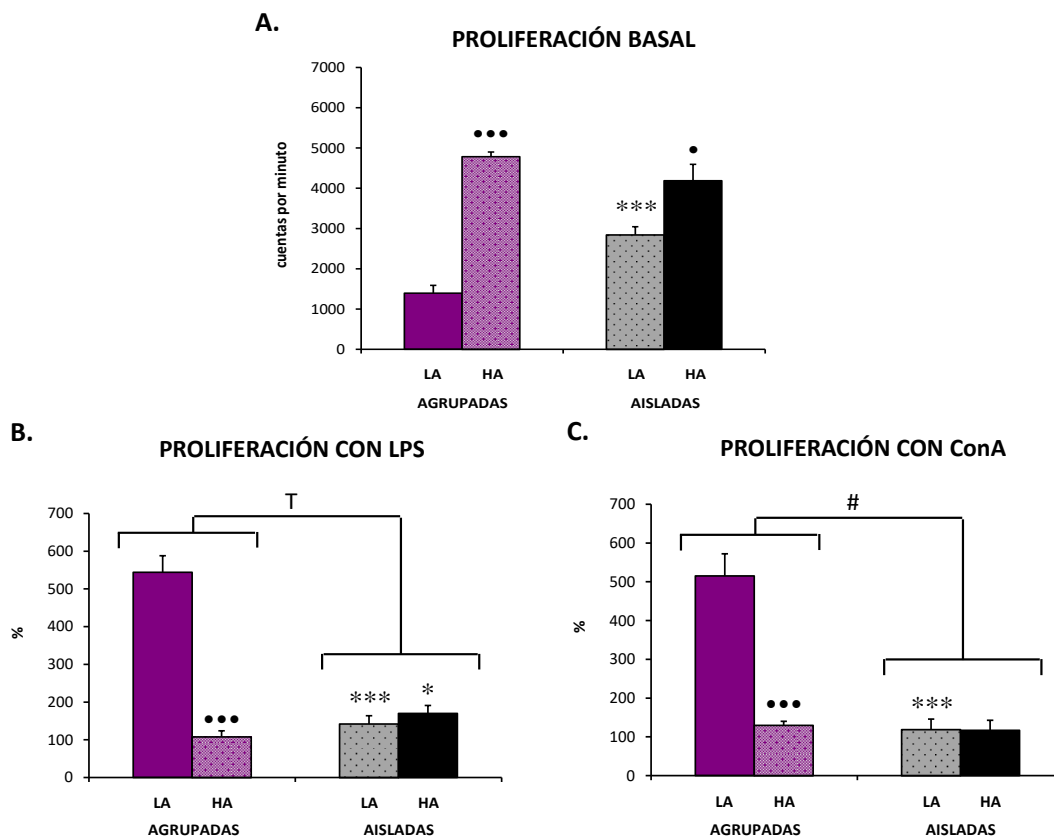 A.
PROLIFERACIÓN BASAL
cuentas por minuto
7000
6000
5000
4000
3000
2000
1000
0
•••
***
•
LA HA LA HA
AGRUPADAS AISLADAS
B.
PROLIFERACIÓN CON LPS
%
700
600
500
400
300
200
100
0
T
•••
***
*
LA HA LA HA
AGRUPADAS AISLADAS
C.
PROLIFERACIÓN CON ConA
%
700
600
500
400
300
200
100
0
#
•••
***
LA HA LA HA
AGRUPADAS AISLADAS